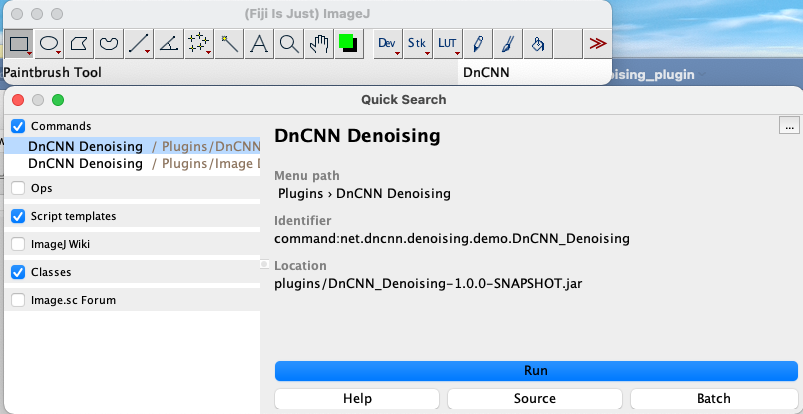 (Fiji Is Just) ImageJ
Dev Stk LUT
Paintbrush Tool
DnCNN
ising_plugin
Quick Search
Commands
DnCNN Denoising / Plugins/DnCNN
DnCNN Denoising / Plugins/Image
Ops
Script templates
ImageJ Wiki
Classes
Image.sc Forum
DnCNN Denoising
...
Menu path
Plugins › DnCNN Denoising
Identifier
command:net.dncnn.denoising.demo.DnCNN_Denoising
Location
plugins/DnCNN_Denoising-1.0.0-SNAPSHOT.jar
Run
Help Source Batch